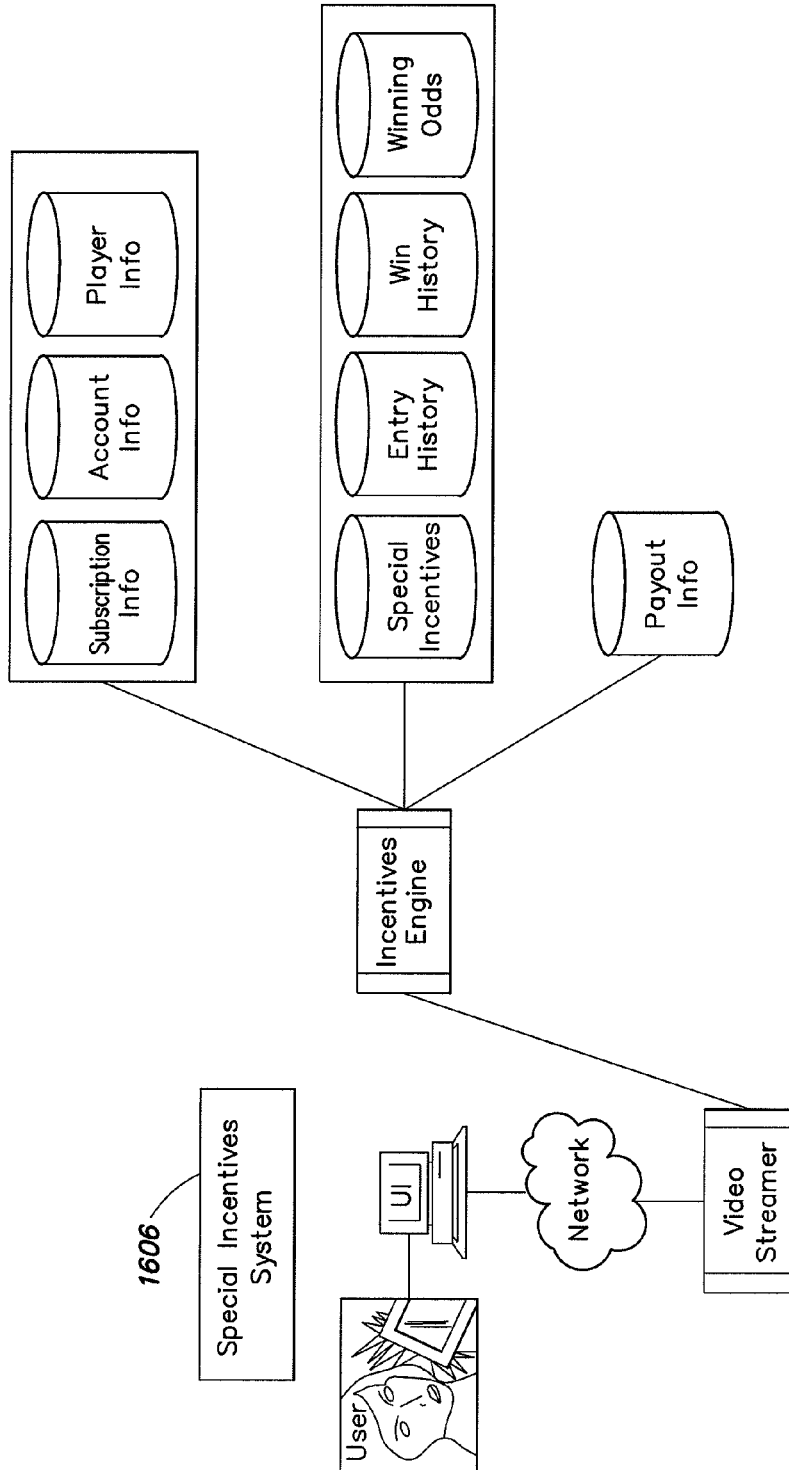 1606
Special Incentives
System
User
UI
Network
Video
Streamer
Incentives
Engine
Subscription
Info
Account
Info
Player
Info
Special
Incentives
Entry
History
Win
History
Winning
Odds
Payout
Info